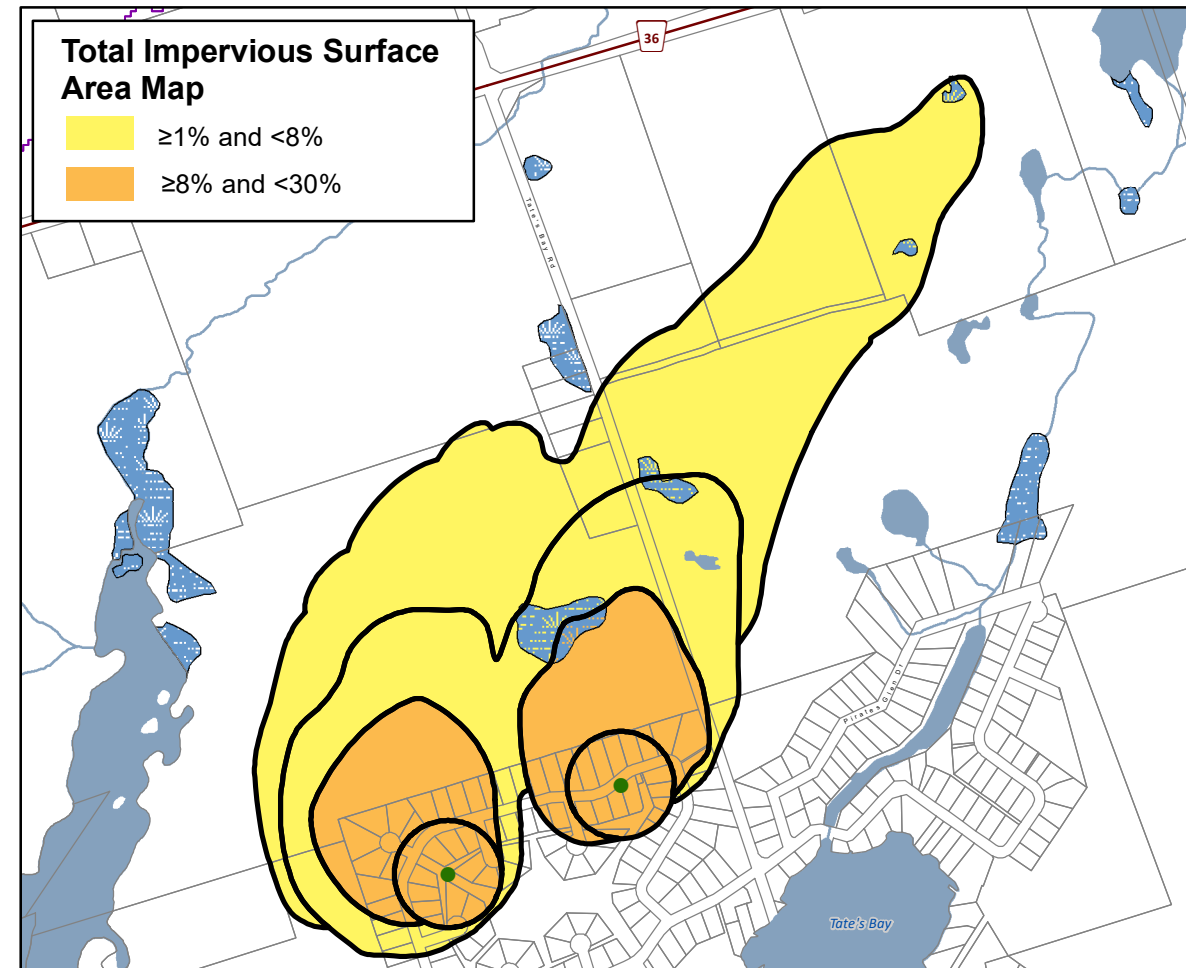 Total Impervious Surface
Area Map
≥1% and <8%
≥8% and <30%
36
Tate's Bay Rd
Pirates Glen Dr
Tate's Bay